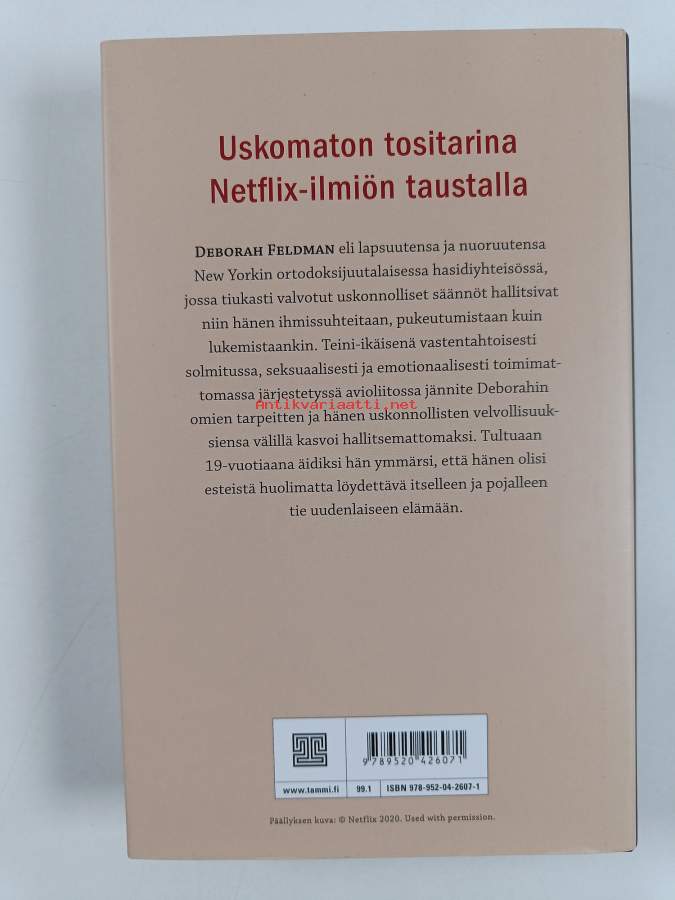 Uskomaton tositarina
Netflix-ilmiön taustalla
DEBORAH FELDMAN eli lapsuutensa ja nuoruutensa
New Yorkin ortodoksijuutalaisessa hasidiyhteisössä,
jossa tiukasti valvotut uskonnolliset säännöt hallitsivat
niin hänen ihmissuhteitaan, pukeutumistaan kuin
lukemistaankin. Teini-ikäisenä vastentahtoisesti
solmitussa, seksuaalisesti ja emotionaalisesti toimimat-
tomassa järjestetyssä avioliitossa jännite Deborahin
Antikvariaatti.net
omien tarpeitten ja hänen uskonnollisten velvollisuuk-
siensa välillä kasvoi hallitsemattomaksi. Tultuaan
19-vuotiaana äidiksi hän ymmärsi, että hänen olisi
esteistä huolimatta löydettävä itselleen ja pojalleen
tie uudenlaiseen elämään.
9 789520 426071
www.tammi.fi 99.1 ISBN 978-952-04-2607-1
Päällyksen kuva: © Netflix 2020. Used with permission.